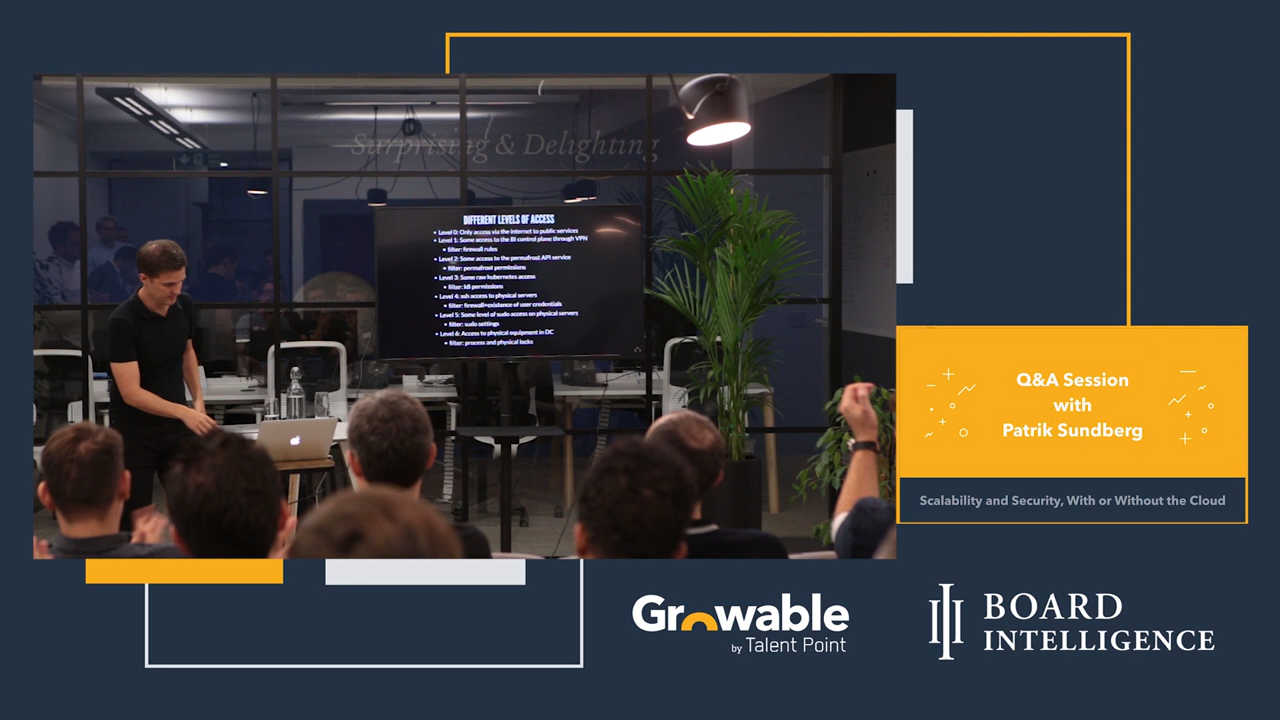 Surprising & Delighting
DIFFERENT LEVELS OF ACCESS
• Level 0: Only access via the internet to public services
• Level 1: Some access to the BI control plane through VPN
• filter: firewall rules
• Level 2: Some access to the permafrost API service
• filter: permafrost permissions
• Level 3: Some raw kubernetes access
• filter: k8 permissions
• Level 4: ssh access to physical servers
• filter: firewall+existence of user credentials
• Level 5: Some level of sudo access on physical servers
• filter: sudo settings
• Level 6: Access to physical equipment in DC
• filter: process and physical locks
Q&A Session
with
Patrik Sundberg
Scalability and Security, With or Without the Cloud
Growable
by Talent Point
BOARD
INTELLIGENCE